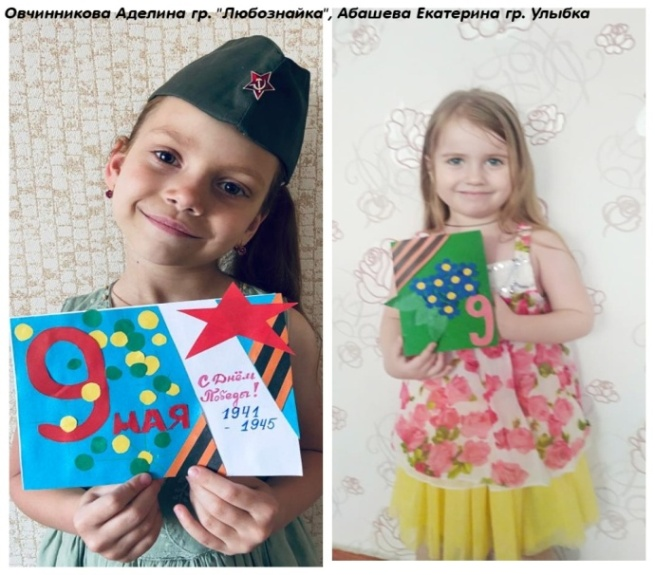 Овчинникова Аделина гр. "Любознайка", Абашева Екатерина гр. Улыбка
9
МАЯ
С Днём
Победы!
1941
- 1945
9